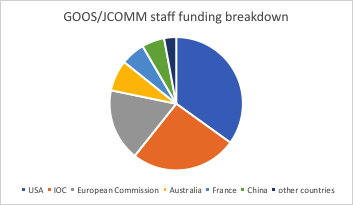 GOOS/JCOMM staff funding breakdown
USA IOC European Commission Australia France China other countries